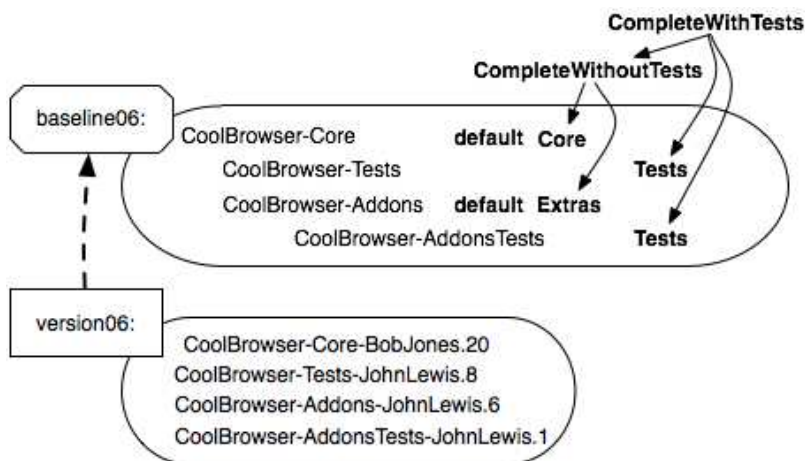 CompleteWithTests
CompleteWithoutTests
baseline06:
CoolBrowser-Core default Core
CoolBrowser-Tests Tests
CoolBrowser-Addons default Extras
CoolBrowser-AddonsTests Tests
version06:
CoolBrowser-Core-BobJones.20
CoolBrowser-Tests-JohnLewis.8
CoolBrowser-Addons-JohnLewis.6
CoolBrowser-AddonsTests-JohnLewis.1